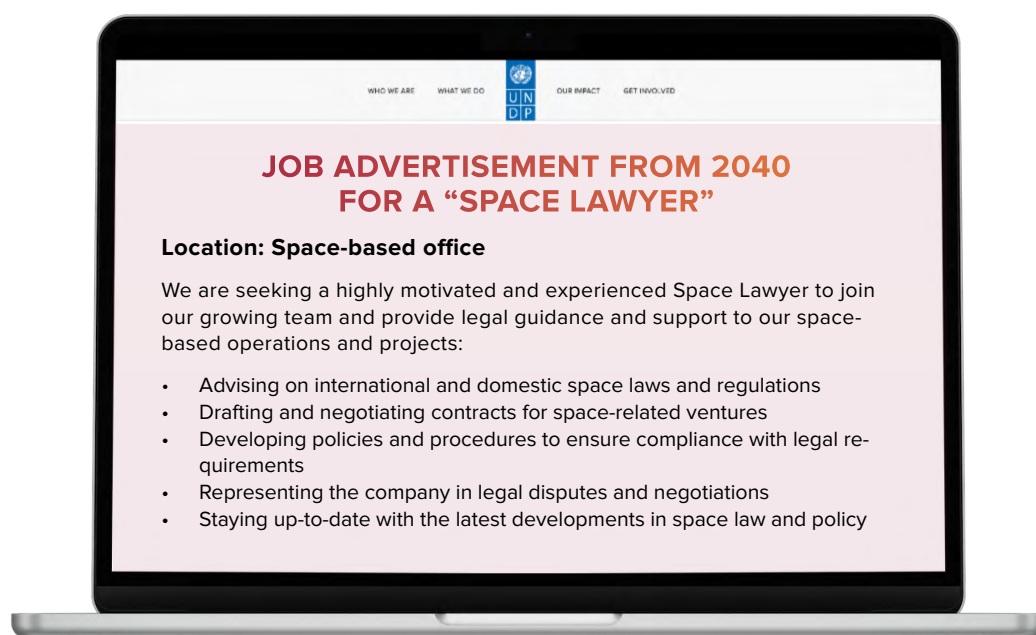 WHO WE ARE WHAT WE DO OUR IMPACT GET INVOLVED
U N
D P
JOB ADVERTISEMENT FROM 2040
FOR A “SPACE LAWYER”
Location: Space-based office
We are seeking a highly motivated and experienced Space Lawyer to join
our growing team and provide legal guidance and support to our space-
based operations and projects:
• Advising on international and domestic space laws and regulations
• Drafting and negotiating contracts for space-related ventures
• Developing policies and procedures to ensure compliance with legal re-
quirements
• Representing the company in legal disputes and negotiations
• Staying up-to-date with the latest developments in space law and policy